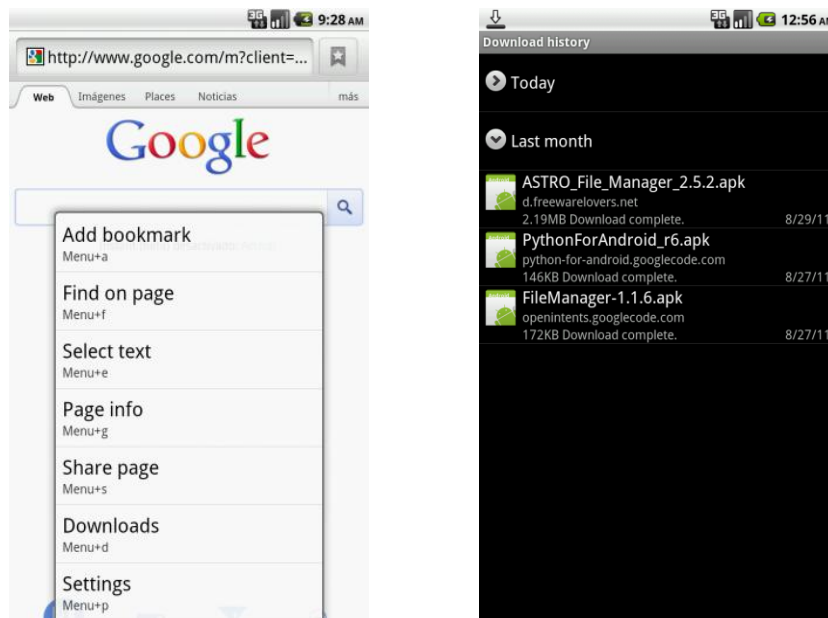 3G 9:28 AM
http://www.google.com/m?client=...
Web Imágenes Places Noticias más
Google
Add bookmark
Menu+a
Find on page
Menu+f
Select text
Menu+e
Page info
Menu+g
Share page
Menu+s
Downloads
Menu+d
Settings
Menu+p
3G 12:56 AM
Download history
Today
Last month
ASTRO_File_Manager_2.5.2.apk
d.freewarelovers.net
2.19MB Download complete. 8/29/11
PythonForAndroid_r6.apk
python-for-android.googlecode.com
146KB Download complete. 8/27/11
FileManager-1.1.6.apk
openintents.googlecode.com
172KB Download complete. 8/27/11